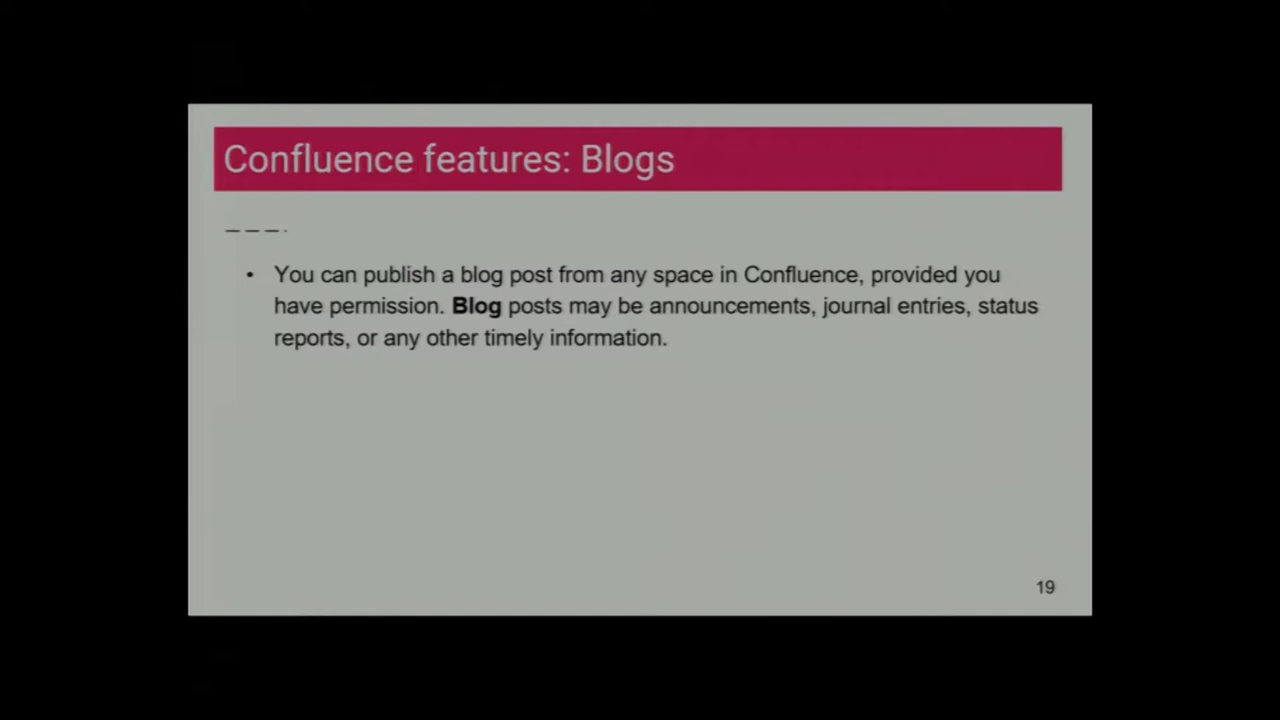 Confluence features: Blogs
• You can publish a blog post from any space in Confluence, provided you
have permission. Blog posts may be announcements, journal entries, status
reports, or any other timely information.
19